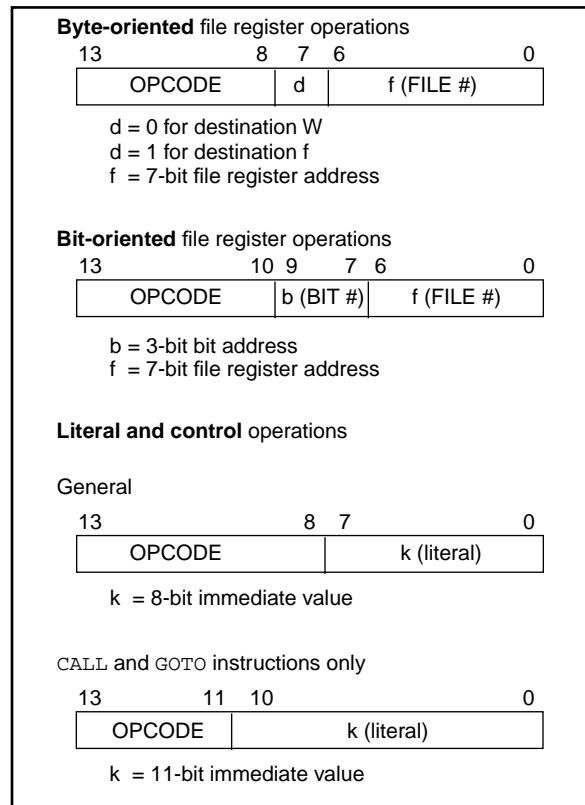 Byte-oriented file register operations
13 8 7 6 0
OPCODE d f (FILE #)
d = 0 for destination W
d = 1 for destination f
f = 7-bit file register address
Bit-oriented file register operations
13 10 9 7 6 0
OPCODE b (BIT #) f (FILE #)
b = 3-bit bit address
f = 7-bit file register address
Literal and control operations
General
13 8 7 0
OPCODE k (literal)
k = 8-bit immediate value
CALL and GOTO instructions only
13 11 10 0
OPCODE k (literal)
k = 11-bit immediate value